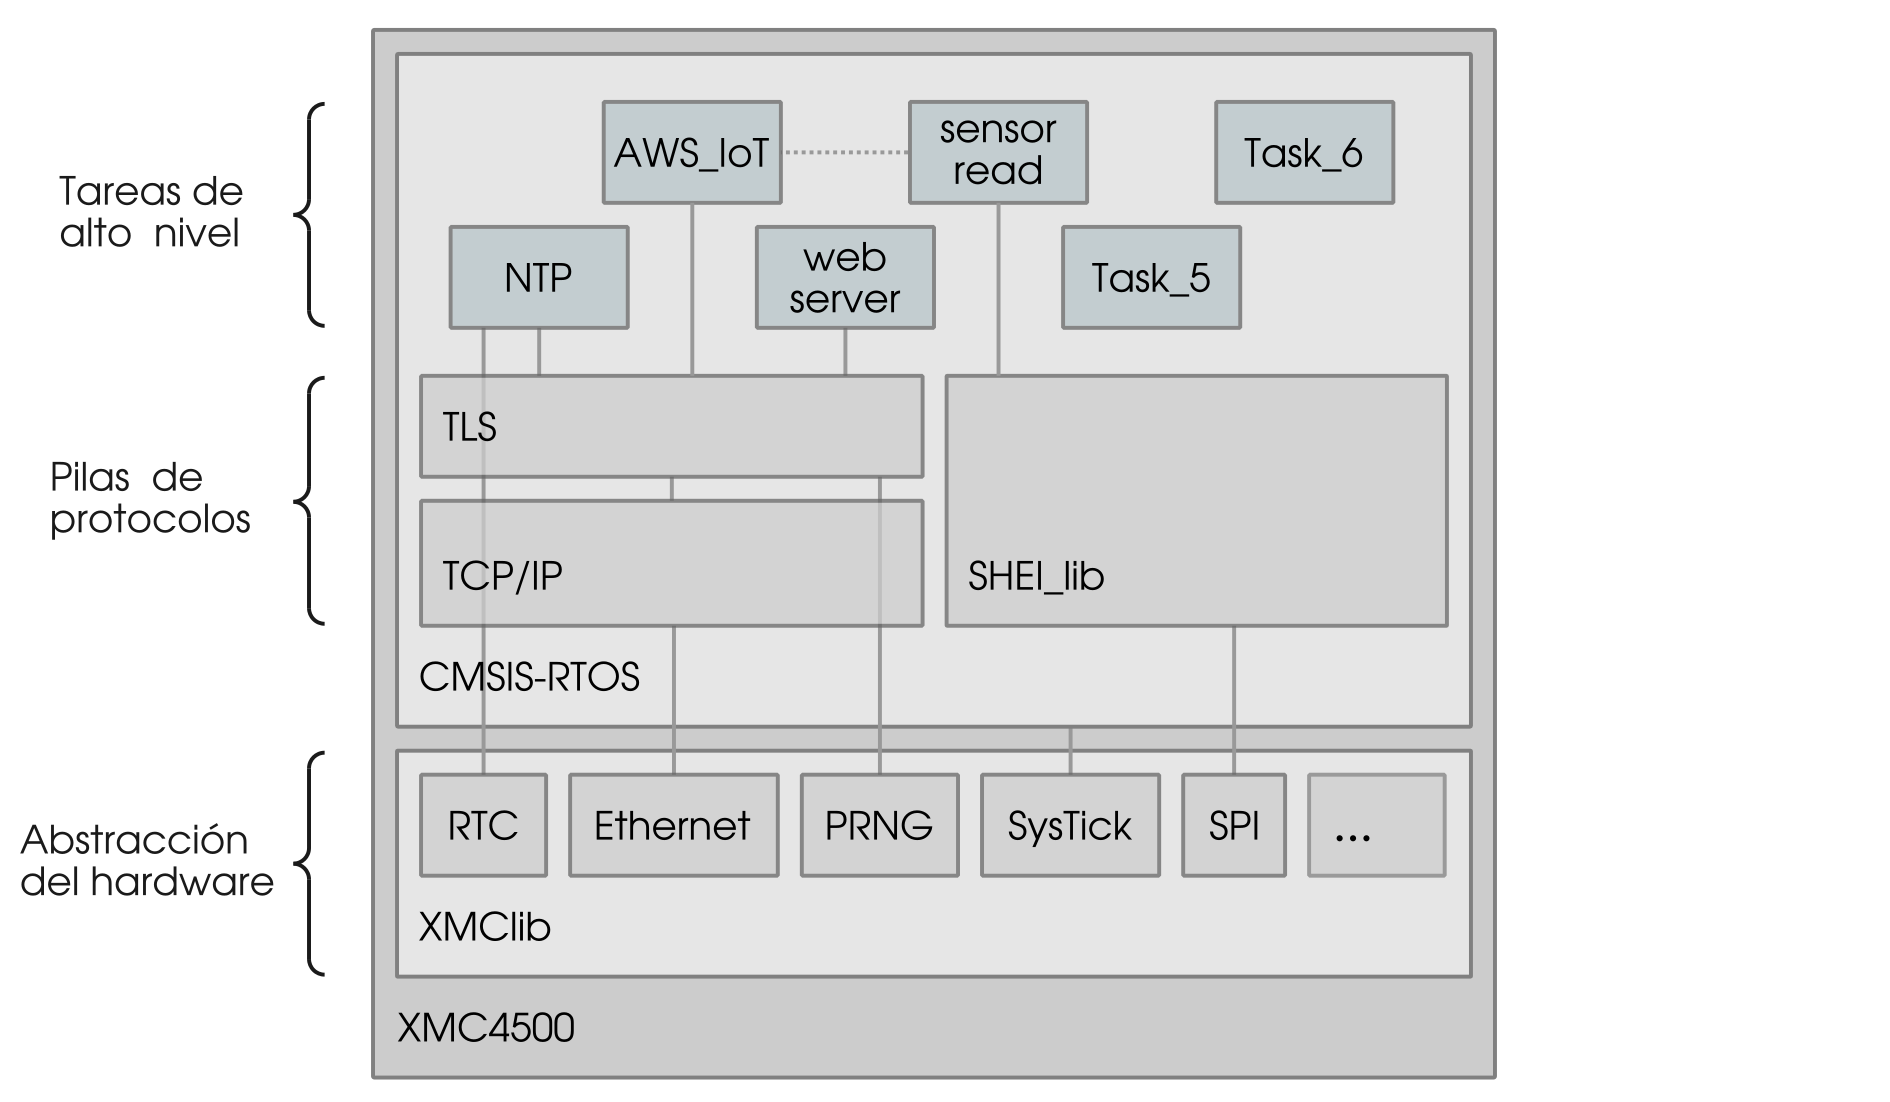 Tareas de
alto nivel
AWS_IoT
sensor
read
Task_6
NTP
web
server
Task_5
Pilas de
protocolos
TLS
TCP/IP
SHEI_lib
CMSIS-RTOS
Abstracción
del hardware
RTC
Ethernet
PRNG
SysTick
SPI
...
XMClib
XMC4500